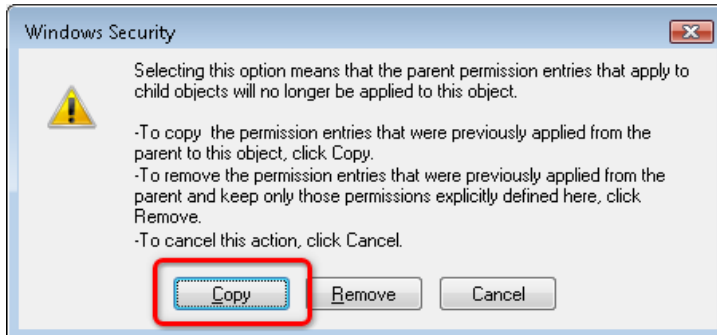 Windows Security
Selecting this option means that the parent permission entries that apply to
child objects will no longer be applied to this object.
-To copy  the permission entries that were previously applied from the
parent to this object, click Copy.
-To remove the permission entries that were previously applied from the
parent and keep only those permissions explicitly defined here, click
Remove.
-To cancel this action, click Cancel.
Copy Remove Cancel